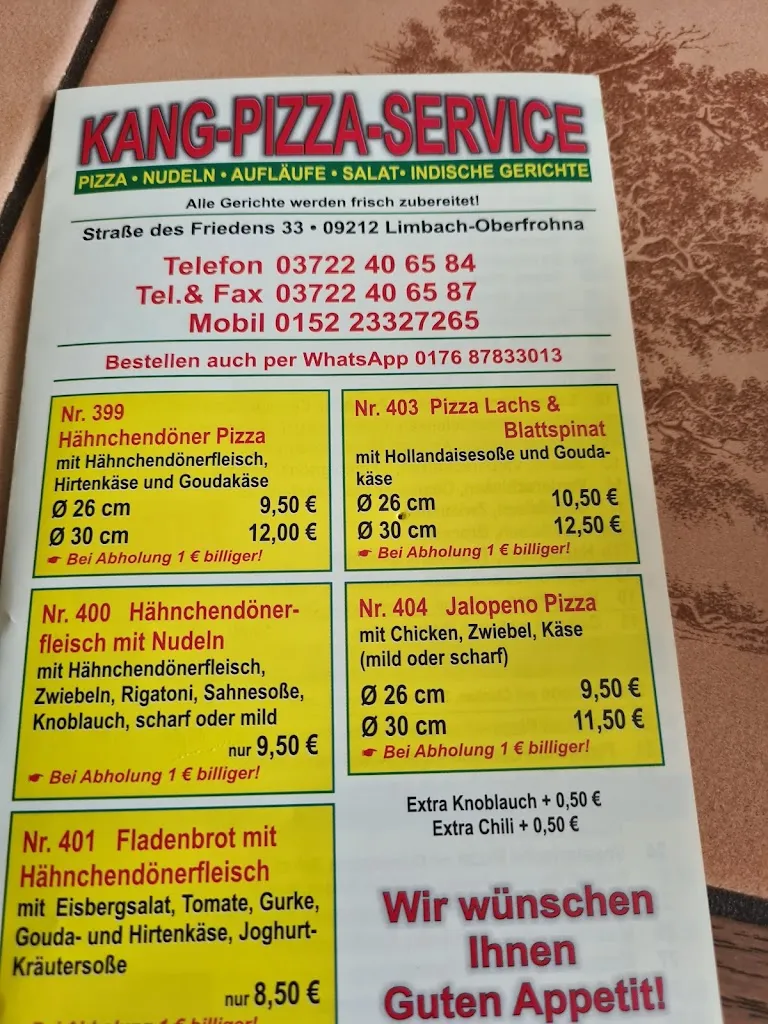 KANG-PIZZA-SERVICE
PIZZA • NUDELN • AUFLÄUFE • SALAT• INDISCHE GERICHTE
Alle Gerichte werden frisch zubereitet!
Straße des Friedens 33 • 09212 Limbach-Oberfrohna
Telefon 03722 40 65 84
Tel.& Fax 03722 40 65 87
Mobil 0152 23327265
Bestellen auch per WhatsApp 0176 87833013
Nr. 399
Hähnchendöner Pizza
mit Hähnchendönerfleisch,
Hirtenkäse und Goudakäse
Ø 26 cm 9,50 €
Ø 30 cm 12,00 €
☛ Bei Abholung 1 € billiger!
Nr. 400 Hähnchendöner-
fleisch mit Nudeln
mit Hähnchendönerfleisch,
Zwiebeln, Rigatoni, Sahnesoße,
Knoblauch, scharf oder mild
nur 9,50 €
☛ Bei Abholung 1 € billiger!
Nr. 401 Fladenbrot mit
Hähnchendönerfleisch
mit Eisbergsalat, Tomate, Gurke,
Gouda- und Hirtenkäse, Joghurt-
Kräutersoße
nur 8,50 €
Bei Abholung 1 € billiger!
Nr. 403 Pizza Lachs &
Blattspinat
mit Hollandaisesoße und Gouda-
käse
Ø 26 cm 10,50 €
Ø 30 cm 12,50 €
☛ Bei Abholung 1 € billiger!
Nr. 404 Jalopeno Pizza
mit Chicken, Zwiebel, Käse
(mild oder scharf)
Ø 26 cm 9,50 €
Ø 30 cm 11,50 €
☛ Bei Abholung 1 € billiger!
Extra Knoblauch + 0,50 €
Extra Chili + 0,50 €
Wir wünschen
Ihnen
Guten Appetit!